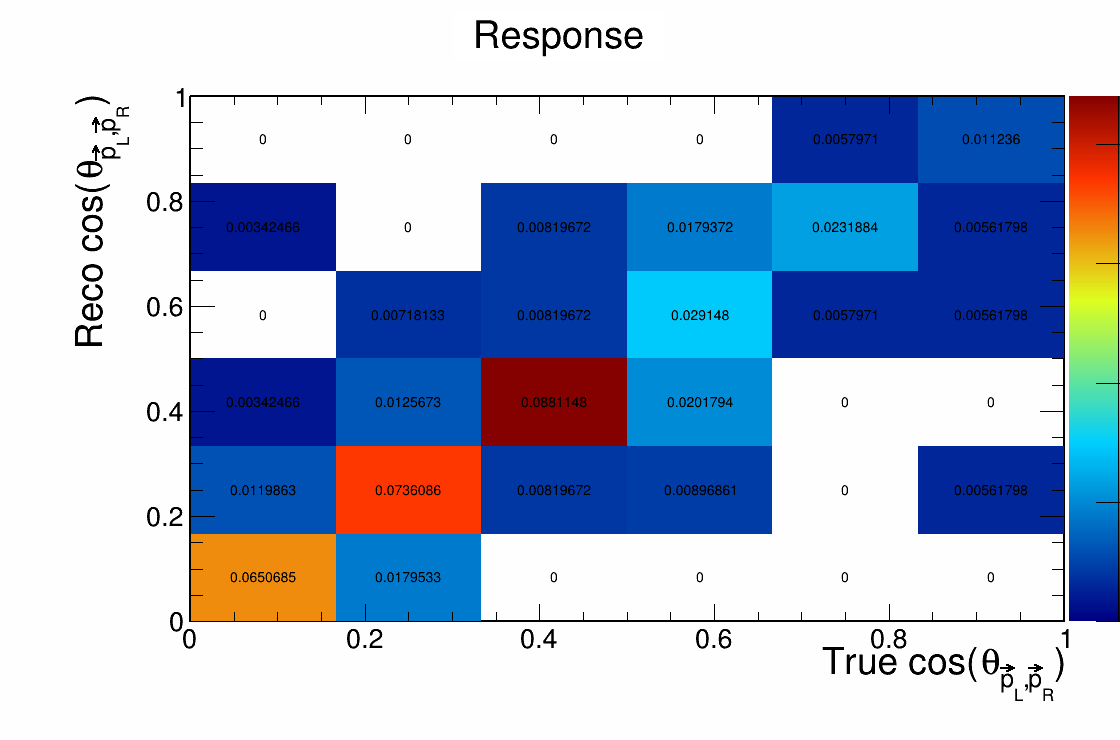 Response
Reco cos(θ p⃗_L,p⃗_R)
1
0 0 0 0 0.0057971 0.011236
0.8
0.00342466 0 0.00819672 0.0179372 0.0231884 0.00561798
0.6
0 0.00718133 0.00819672 0.029148 0.0057971 0.00561798
0.4
0.00342466 0.0125673 0.0881148 0.0201794 0 0
0.2
0.0119863 0.0736086 0.00819672 0.00896861 0 0.00561798
0.0650685 0.0179533 0 0 0 0
0
0 0.2 0.4 0.6 0.8 1
True cos(θ p⃗_L,p⃗_R)